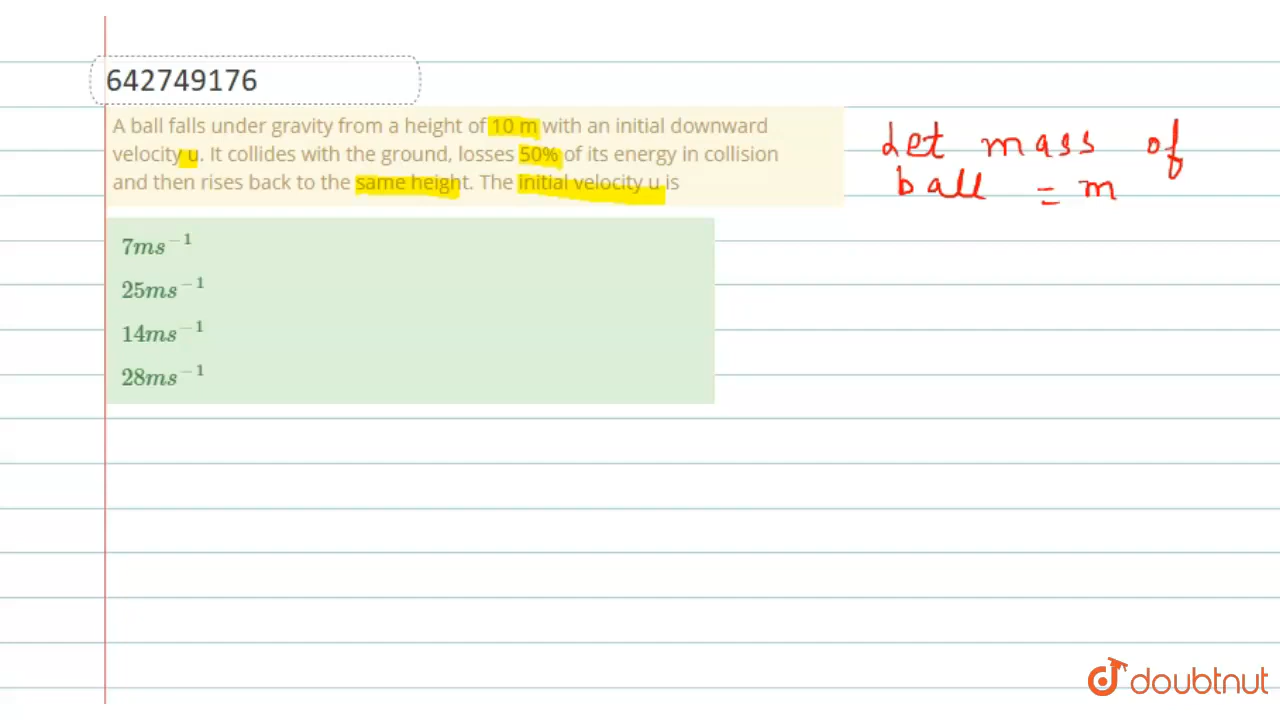 642749176
A ball falls under gravity from a height of 10 m with an initial downward
velocity u. It collides with the ground, losses 50% of its energy in collision
and then rises back to the same height. The initial velocity u is
Let mass of
ball = m
7ms⁻¹
25ms⁻¹
14ms⁻¹
28ms⁻¹
doubtnut